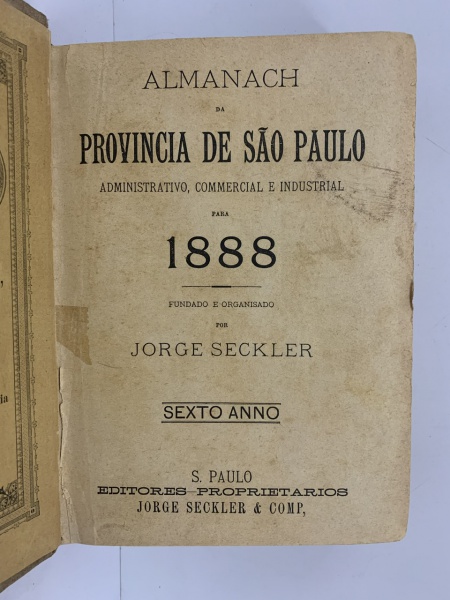 ALMANACH
DA
PROVINCIA DE SÃO PAULO
ADMINISTRATIVO, COMMERCIAL E INDUSTRIAL
PARA
1888
FUNDADO E ORGANISADO
POR
JORGE SECKLER
SEXTO ANNO
S. PAULO
EDITORES PROPRIETARIOS
JORGE SECKLER & COMP,